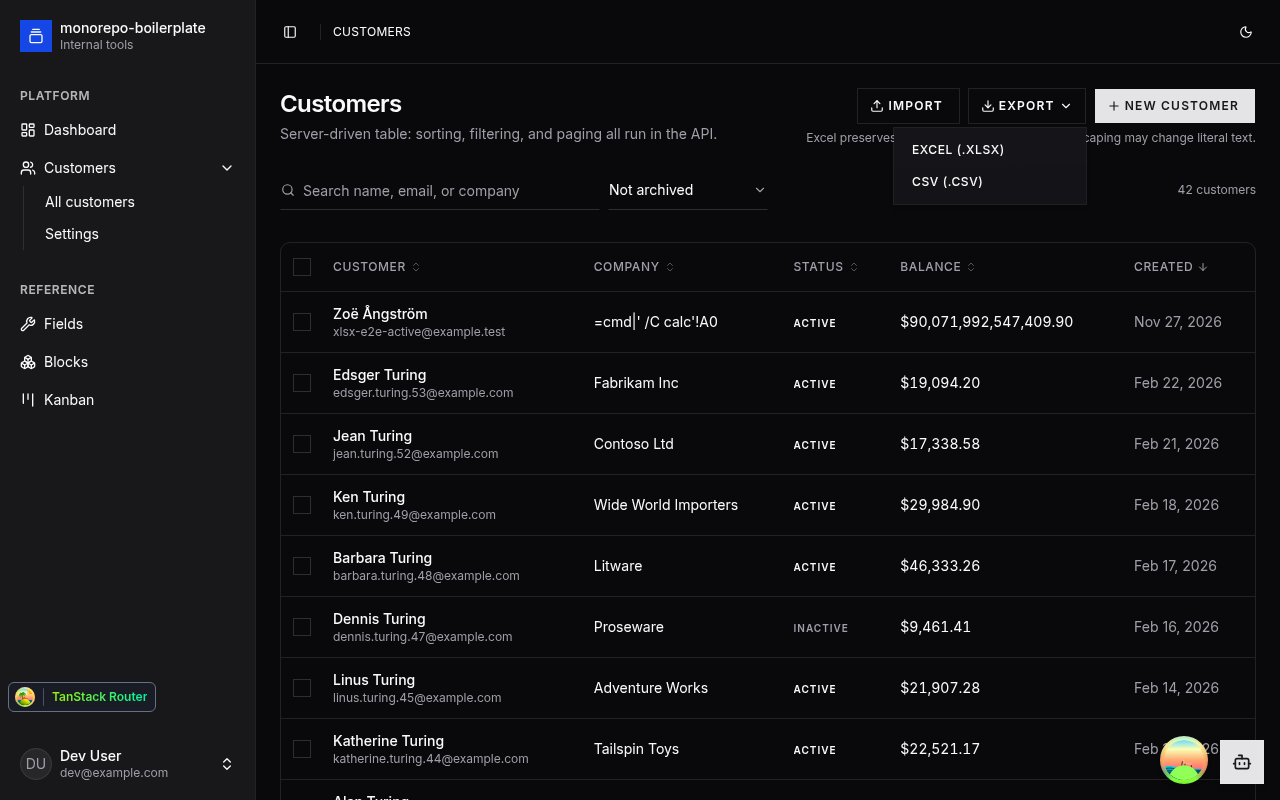 monorepo-boilerplate
Internal tools
PLATFORM
Dashboard
Customers
All customers
Settings
REFERENCE
Fields
Blocks
Kanban
TanStack Router
DU
Dev User
dev@example.com
CUSTOMERS
Customers
IMPORT
EXPORT
NEW CUSTOMER
Server-driven table: sorting, filtering, and paging all run in the API.
Excel preserves may change literal text.
EXCEL (.XLSX)
CSV (.CSV)
Search name, email, or company
Not archived
42 customers
CUSTOMER COMPANY STATUS BALANCE CREATED
Zoë Ångström
xlsx-e2e-active@example.test
=cmd|' /C calc'!A0 ACTIVE $90,071,992,547,409.90 Nov 27, 2026
Edsger Turing
edsger.turing.53@example.com
Fabrikam Inc ACTIVE $19,094.20 Feb 22, 2026
Jean Turing
jean.turing.52@example.com
Contoso Ltd ACTIVE $17,338.58 Feb 21, 2026
Ken Turing
ken.turing.49@example.com
Wide World Importers ACTIVE $29,984.90 Feb 18, 2026
Barbara Turing
barbara.turing.48@example.com
Litware ACTIVE $46,333.26 Feb 17, 2026
Dennis Turing
dennis.turing.47@example.com
Proseware INACTIVE $9,461.41 Feb 16, 2026
Linus Turing
linus.turing.45@example.com
Adventure Works ACTIVE $21,907.28 Feb 14, 2026
Katherine Turing
katherine.turing.44@example.com
Tailspin Toys ACTIVE $22,521.17 Feb